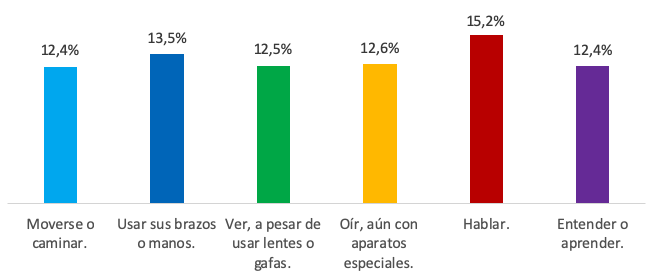 12,4%
13,5%
12,5%
12,6%
15,2%
12,4%
Moverse o
caminar.
Usar sus brazos
o manos.
Ver, a pesar de
usar lentes o
gafas.
Oír, aún con
aparatos
especiales.
Hablar.
Entender o
aprender.